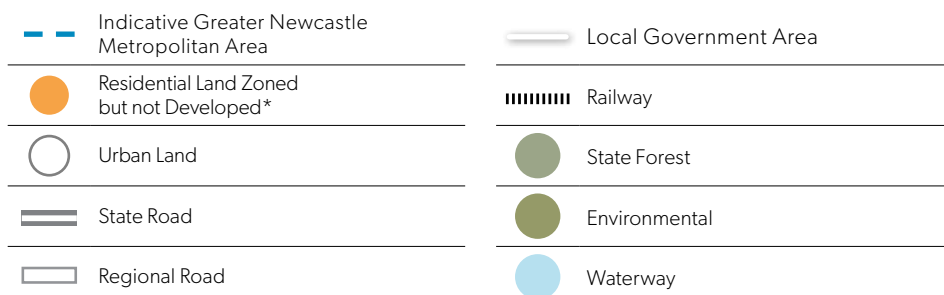 Indicative Greater Newcastle
Metropolitan Area
Residential Land Zoned
but not Developed*
Urban Land
State Road
Regional Road
Local Government Area
Railway
State Forest
Environmental
Waterway